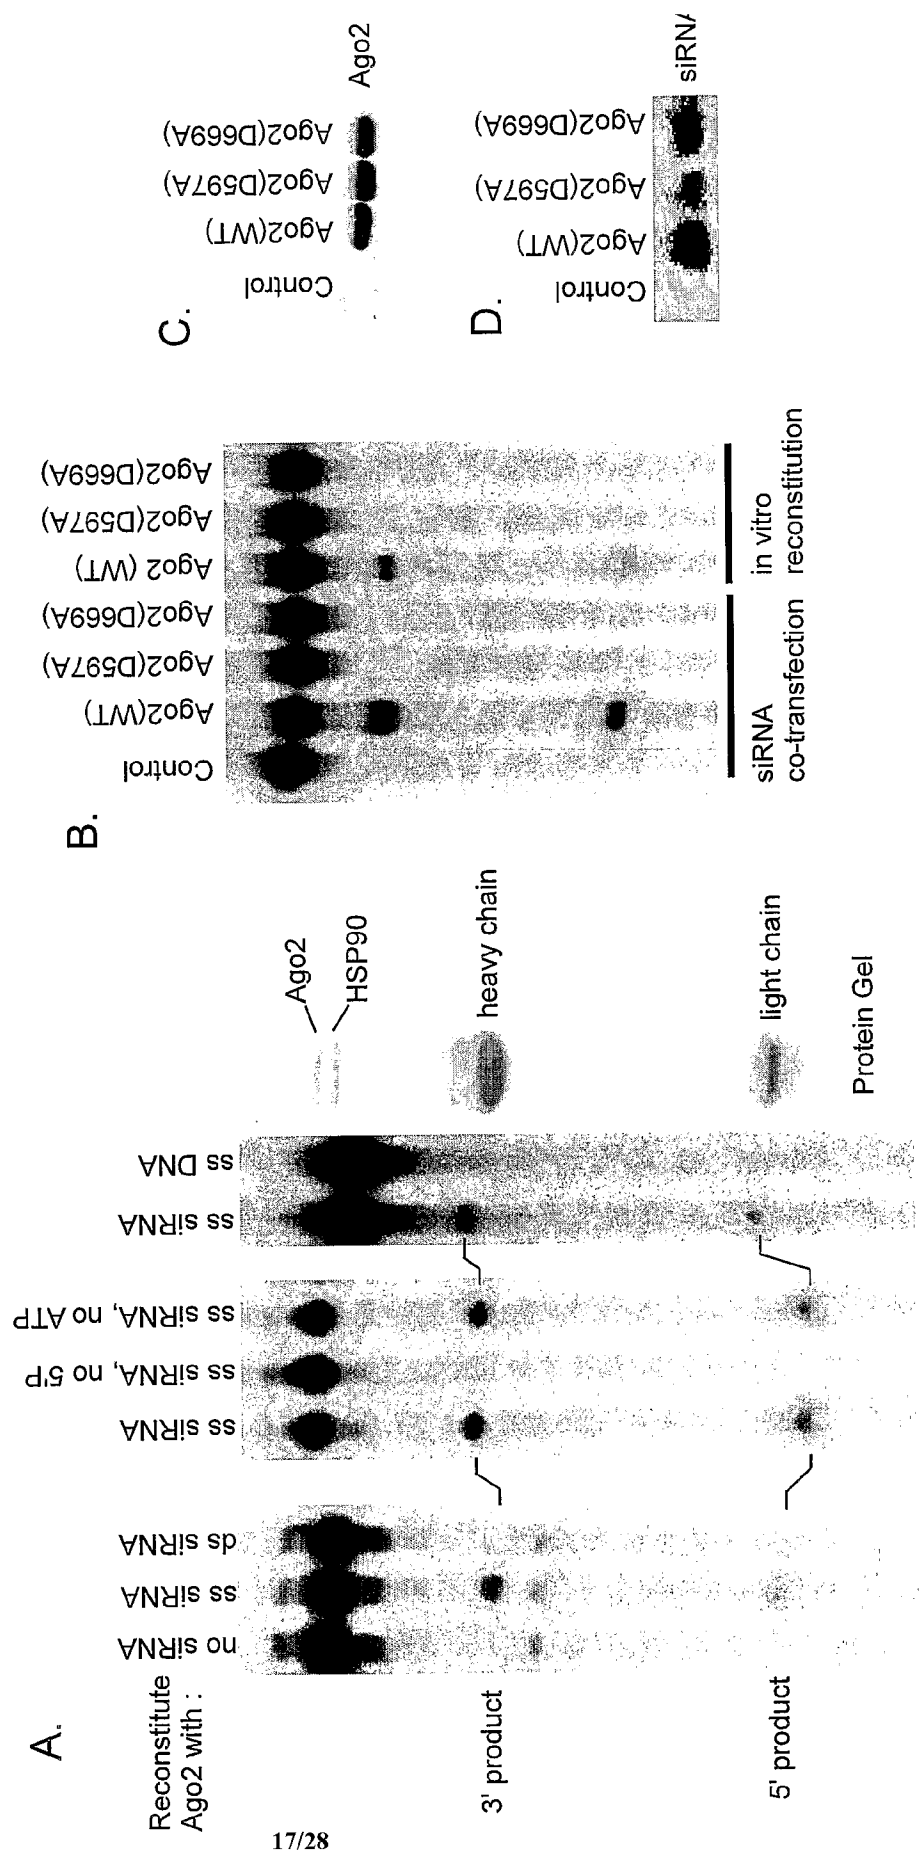 A.
Reconstitute
Ago2 with :
no siRNA
ss siRNA
ds siRNA
ss siRNA
ss siRNA, no 5'P
ss siRNA, no ATP
ss siRNA
ss DNA
3' product
5' product
Ago2
HSP90
heavy chain
light chain
Protein Gel
B.
Control
Ago2(WT)
Ago2(D597A)
Ago2(D669A)
Ago2 (WT)
Ago2(D597A)
Ago2(D669A)
siRNA
co-transfection
in vitro
reconstitution
C.
Control
Ago2(WT)
Ago2(D597A)
Ago2(D669A)
Ago2
D.
Control
Ago2(WT)
Ago2(D597A)
Ago2(D669A)
siRNA
17/28